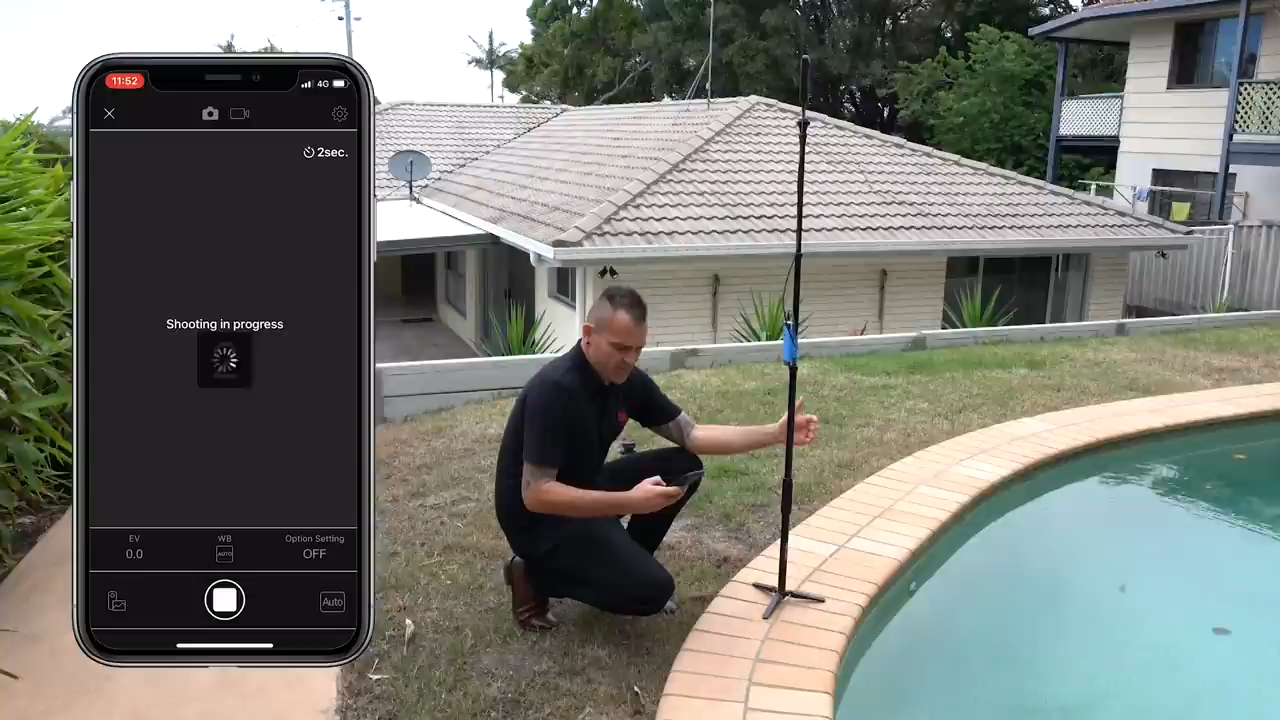 11:52
4G
2sec.
Shooting in progress
EV
WB
Option Setting
0.0
AUTO
OFF
Auto